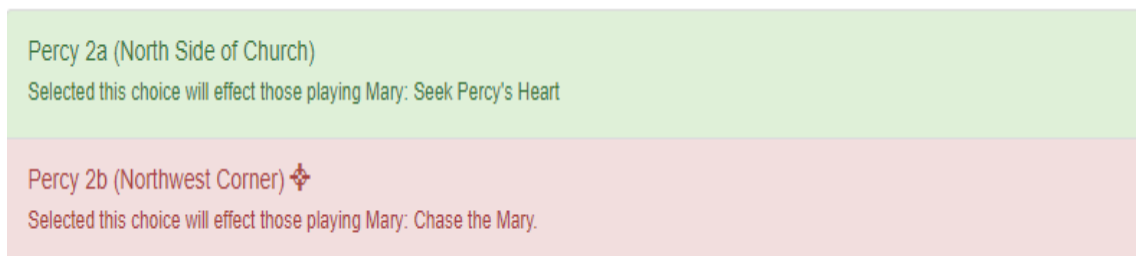 Percy 2a (North Side of Church)
Selected this choice will effect those playing Mary: Seek Percy's Heart
Percy 2b (Northwest Corner)
Selected this choice will effect those playing Mary: Chase the Mary.